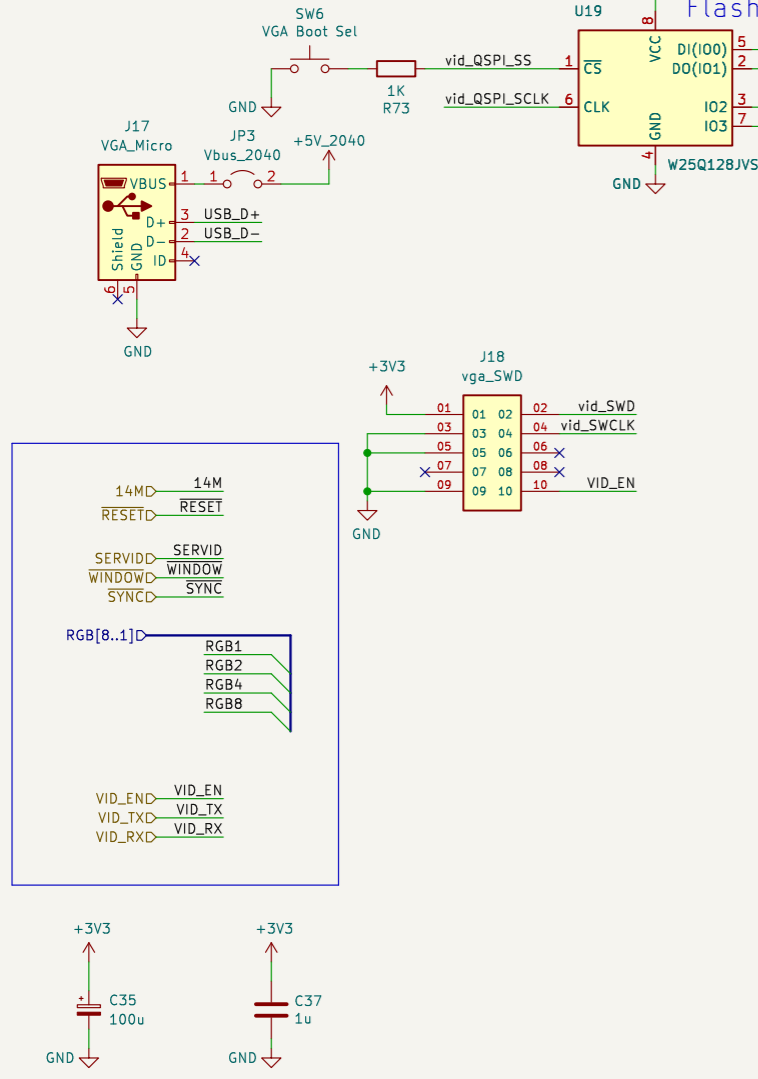 SW6
VGA Boot Sel
1K
R73
GND
vid_QSPI_SS
vid_QSPI_SCLK
Flash
U19
8
VCC
1 CS
6 CLK
DI(IO0) 5
DO(IO1) 2
IO2 3
IO3 7
GND
4
GND
W25Q128JVS
J17
VGA_Micro
VBUS 1
D+ 3
D- 2
ID 4
Shield
GND
6
5
GND
JP3
Vbus_2040
1 2
+5V_2040
USB_D+
USB_D-
+3V3
J18
vga_SWD
01 01 02 02 vid_SWD
03 03 04 04 vid_SWCLK
05 05 06 06
07 07 08 08
09 09 10 10 VID_EN
GND
14M 14M
RESET RESET
SERVID SERVID
WINDOW WINDOW
SYNC SYNC
RGB[8..1]
RGB1
RGB2
RGB4
RGB8
VID_EN VID_EN
VID_TX VID_TX
VID_RX VID_RX
+3V3
+
C35
100u
GND
+3V3
C37
1u
GND